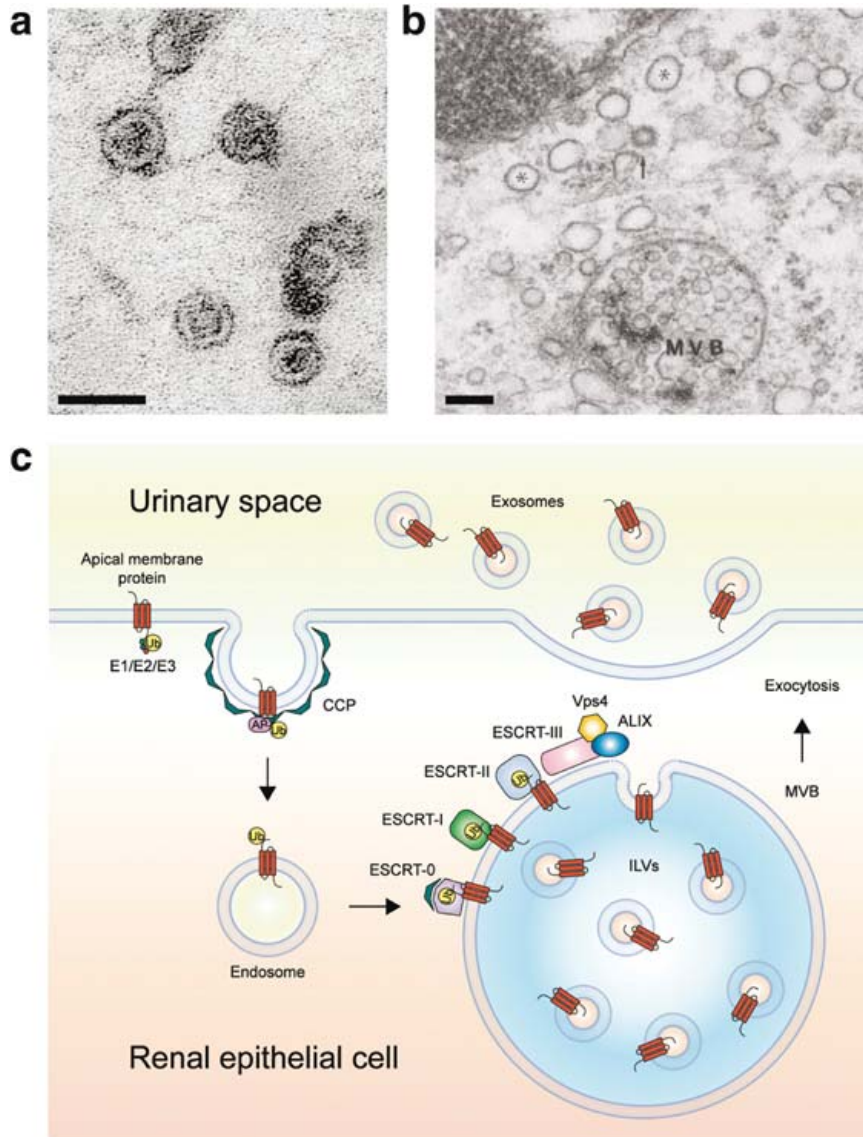 a
b
*
*
MVB
c
Urinary space
Exosomes
Apical membrane
protein
Ub
E1/E2/E3
CCP
AP
Ub
Exocytosis
Vps4
ALIX
ESCRT-III
ESCRT-II
Ub
MVB
ESCRT-I
Ub
Ub
ILVs
ESCRT-0
Ub
Endosome
Renal epithelial cell